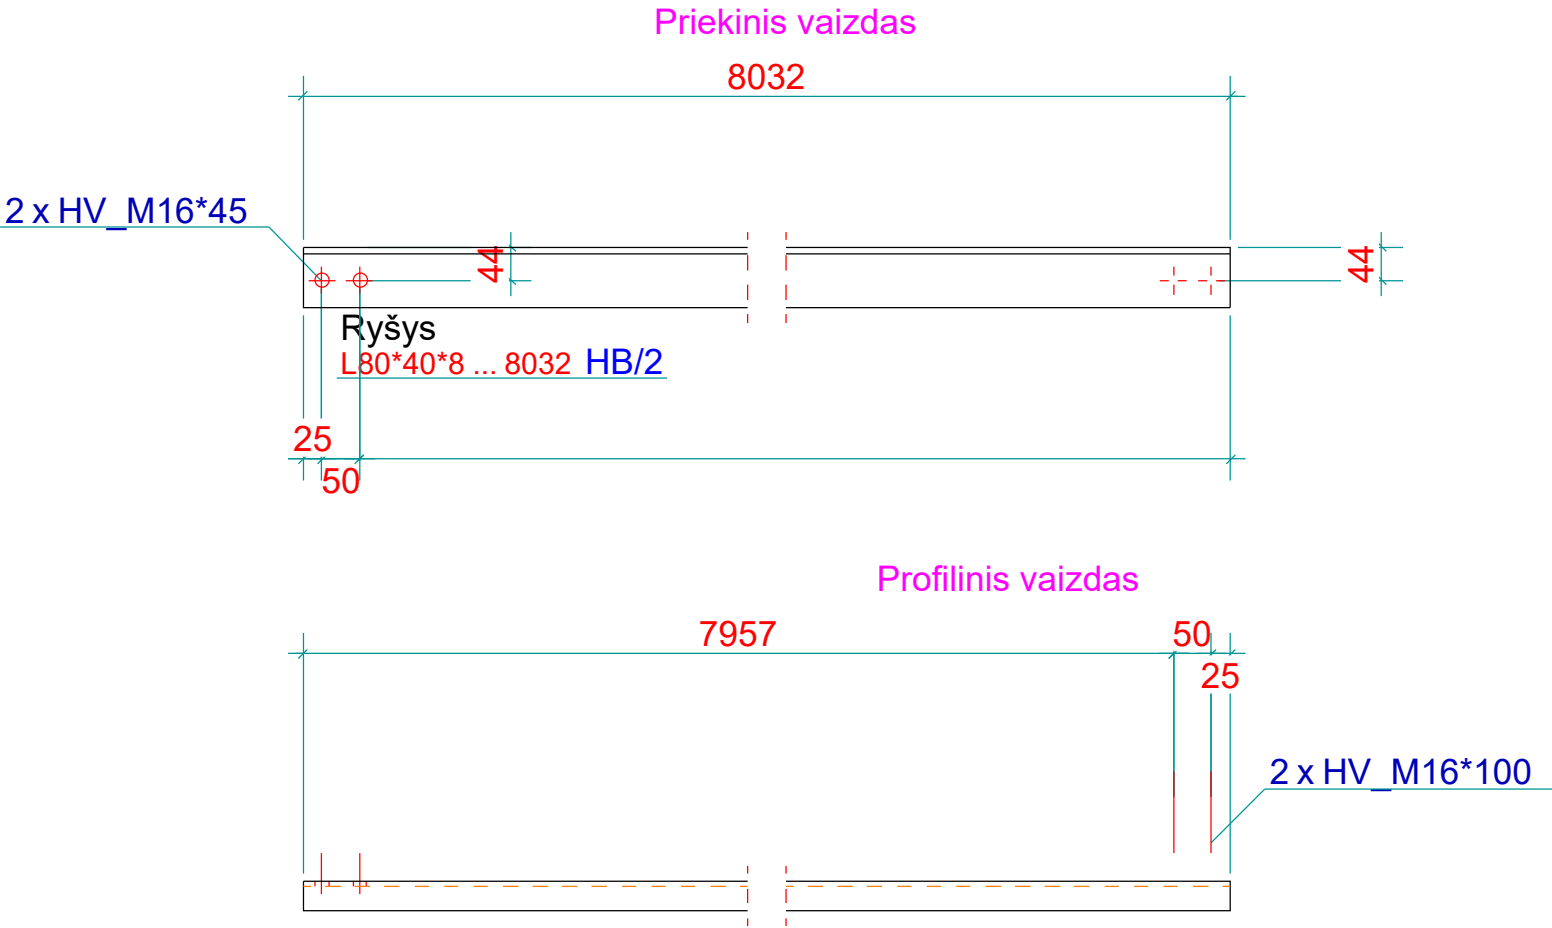 Priekinis vaizdas
8032
2 x HV_M16*45
44
44
Ryšys
L80*40*8 ... 8032 HB/2
25
50
Profilinis vaizdas
7957
50
25
2 x HV_M16*100